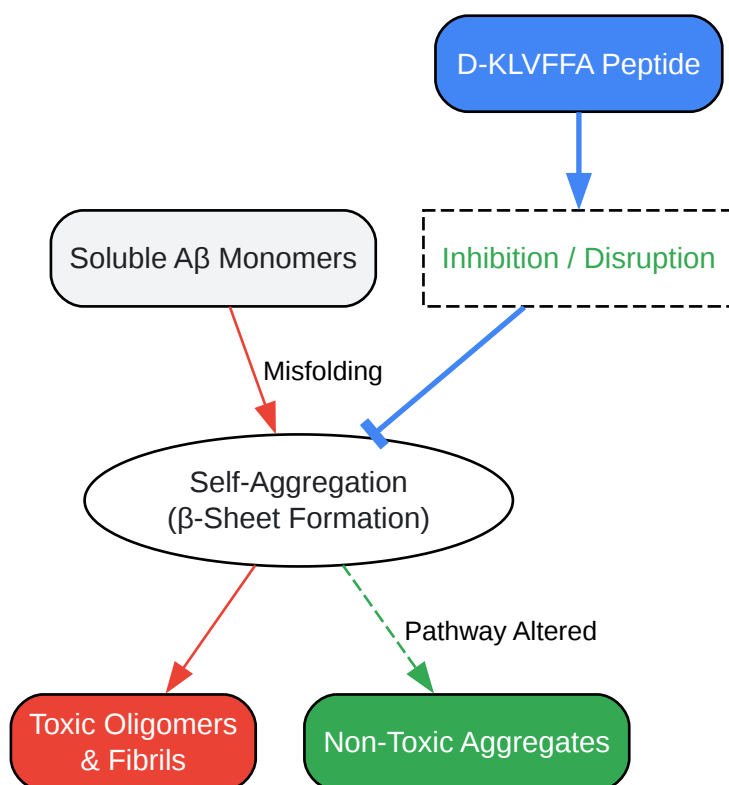 D-KLVFFA Peptide
Soluble Aβ Monomers
Inhibition / Disruption
Misfolding
Self-Aggregation
(β-Sheet Formation)
Pathway Altered
Toxic Oligomers
& Fibrils
Non-Toxic Aggregates